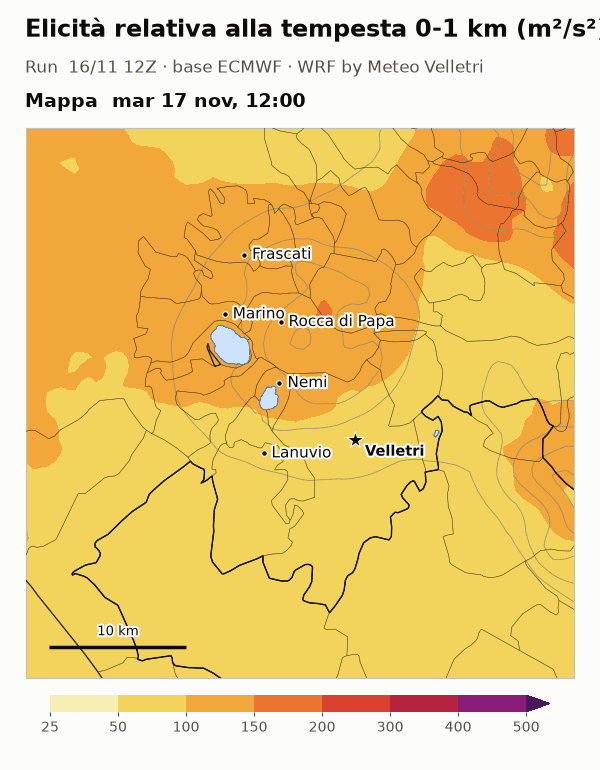 Elicità relativa alla tempesta 0-1 km (m²/s²)
Run 16/11 12Z · base ECMWF · WRF by Meteo Velletri
Mappa mar 17 nov, 12:00
Frascati
Marino
Rocca di Papa
Nemi
Velletri
Lanuvio
10 km
25 50 100 150 200 300 400 500